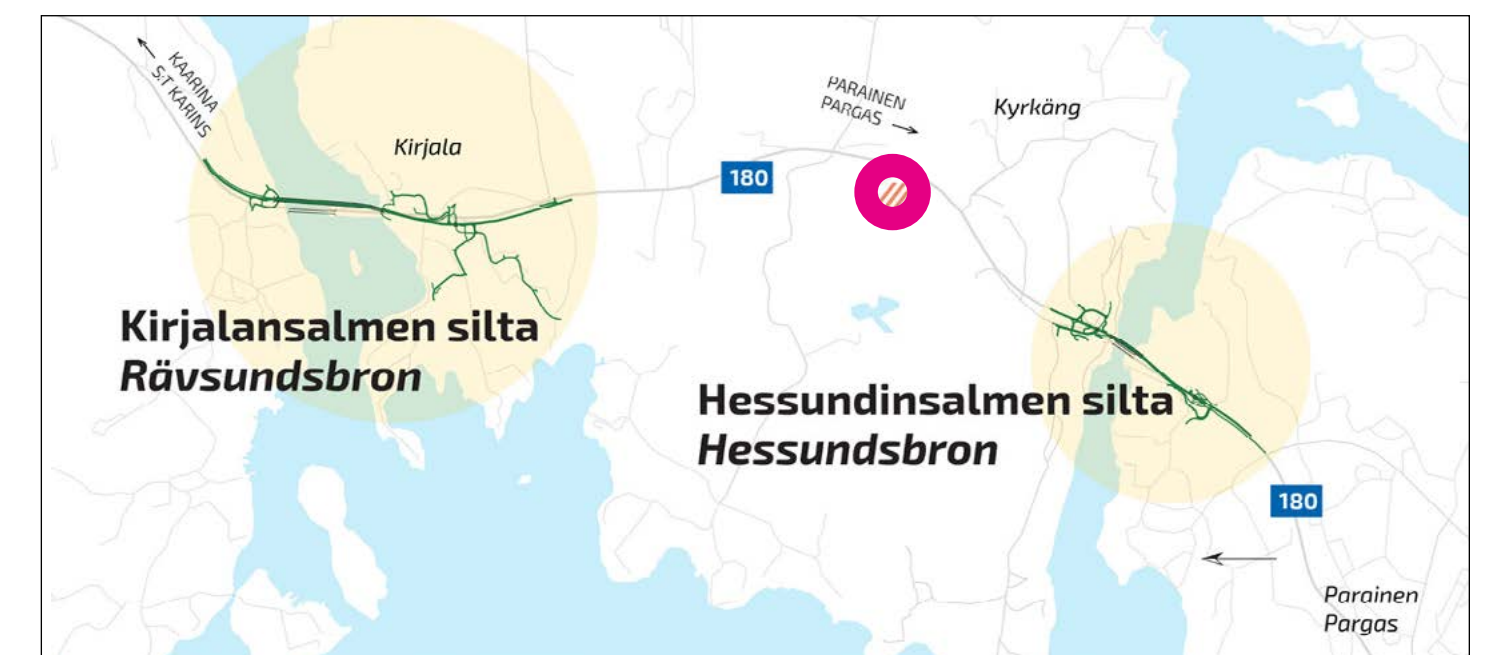 KAARINA
S:T KARINS
Kirjala
PARAINEN
PARGAS
Kyrkäng
180
Kirjalansalmen silta
Rävsundsbron
Hessundinsalmen silta
Hessundsbron
180
Parainen
Pargas